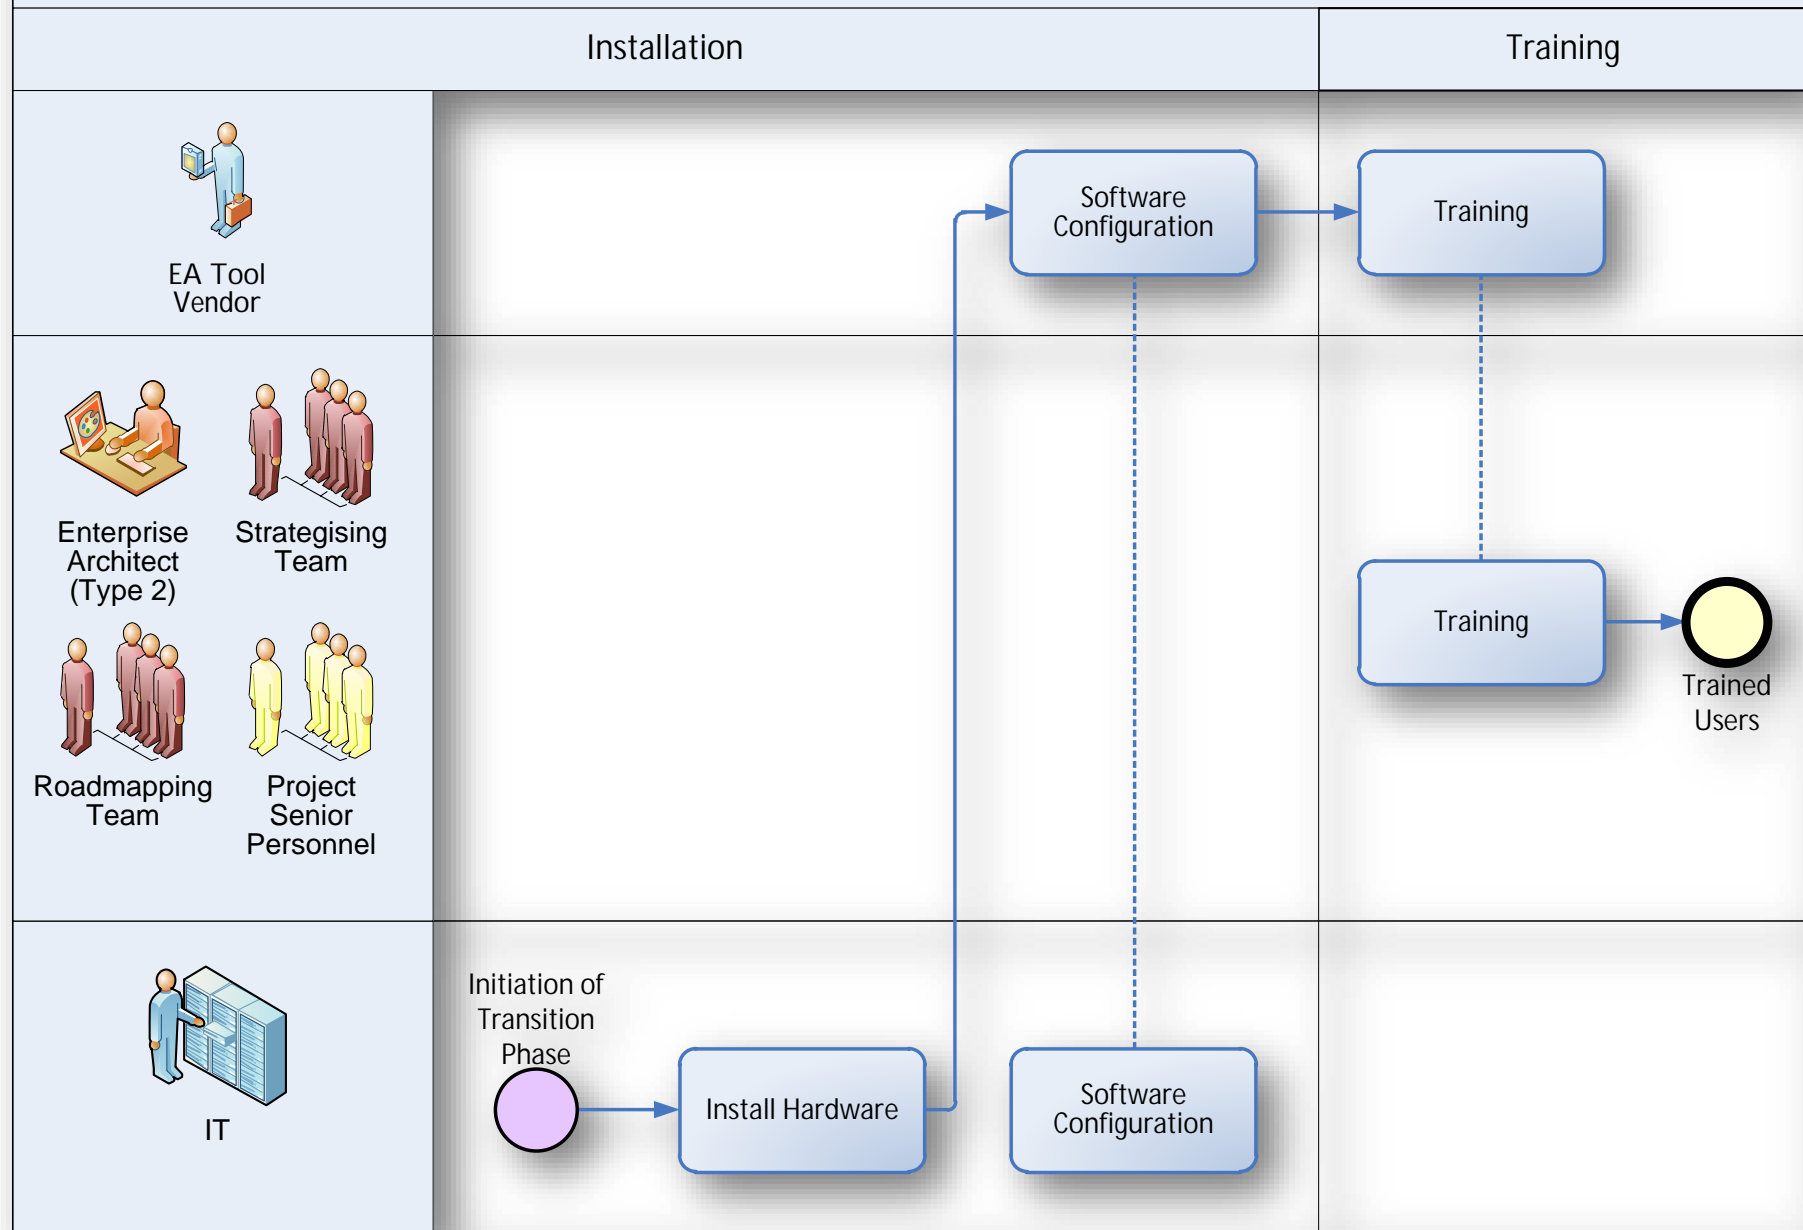 Installation
Training
EA Tool
Vendor
Software
Configuration
Training
Enterprise
Architect
(Type 2)
Strategising
Team
Roadmapping
Team
Project
Senior
Personnel
Training
Trained
Users
IT
Initiation of
Transition
Phase
Install Hardware
Software
Configuration